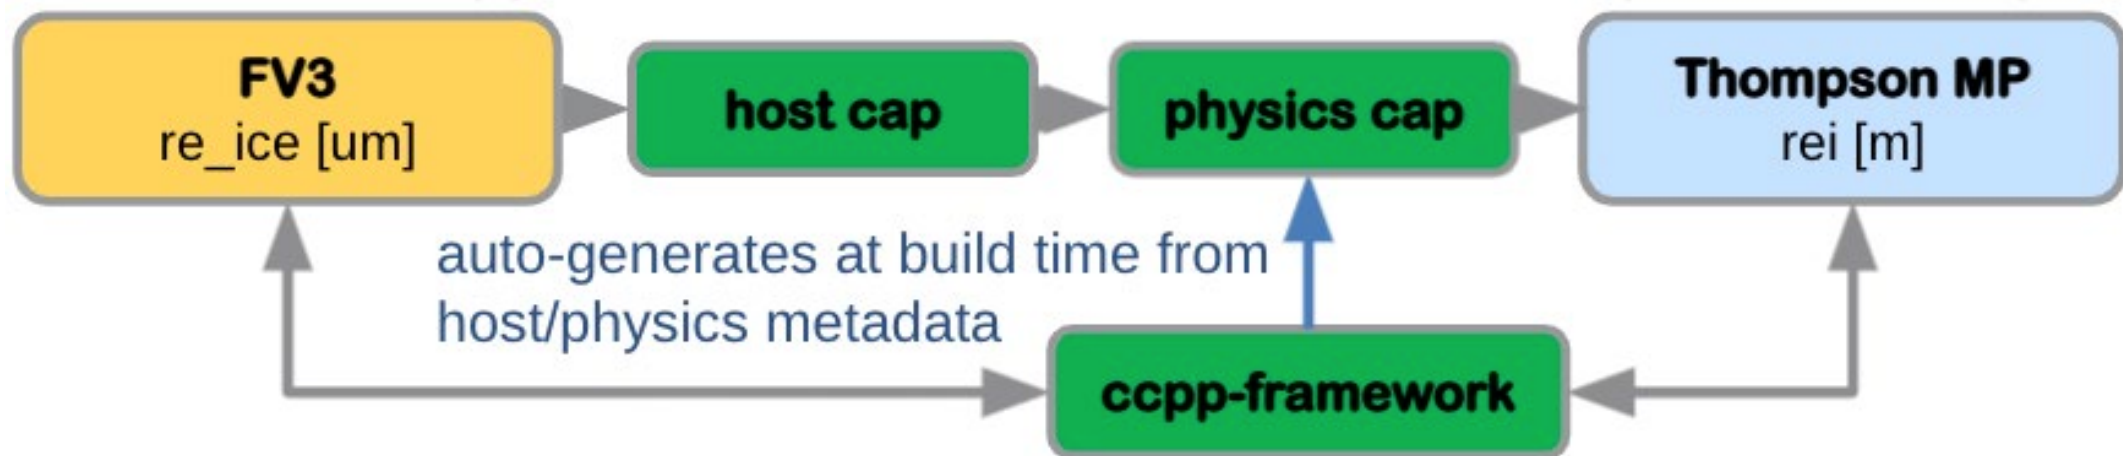 FV3
re_ice [um]
host cap
physics cap
Thompson MP
rei [m]
auto-generates at build time from
host/physics metadata
ccpp-framework